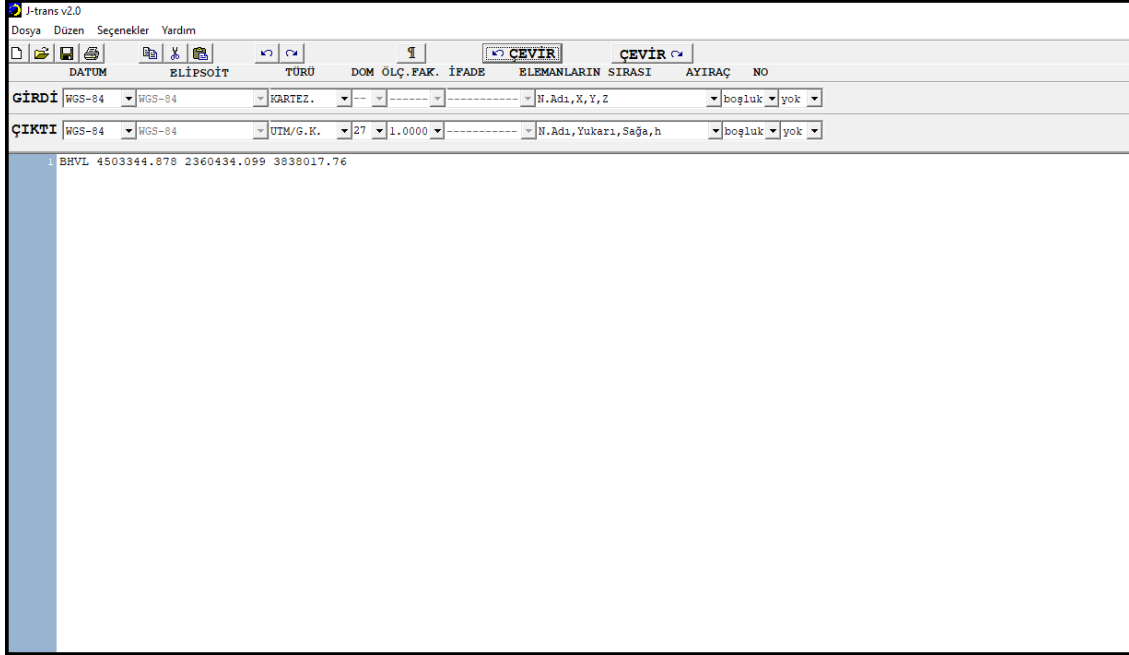 J-trans v2.0
Dosya Düzen Seçenekler Yardım
¶ ÇEVİR ÇEVİR
DATUM ELİPSOİT TÜRÜ DOM ÖLÇ.FAK. İFADE ELEMANLARIN SIRASI AYIRAÇ NO
GİRDİ WGS-84 WGS-84 KARTEZ. -- ------ ----------- N.Adı,X,Y,Z boşluk yok
ÇIKTI WGS-84 WGS-84 UTM/G.K. 27 1.0000 ----------- N.Adı,Yukarı,Sağa,h boşluk yok
1 BHVL 4503344.878 2360434.099 3838017.76